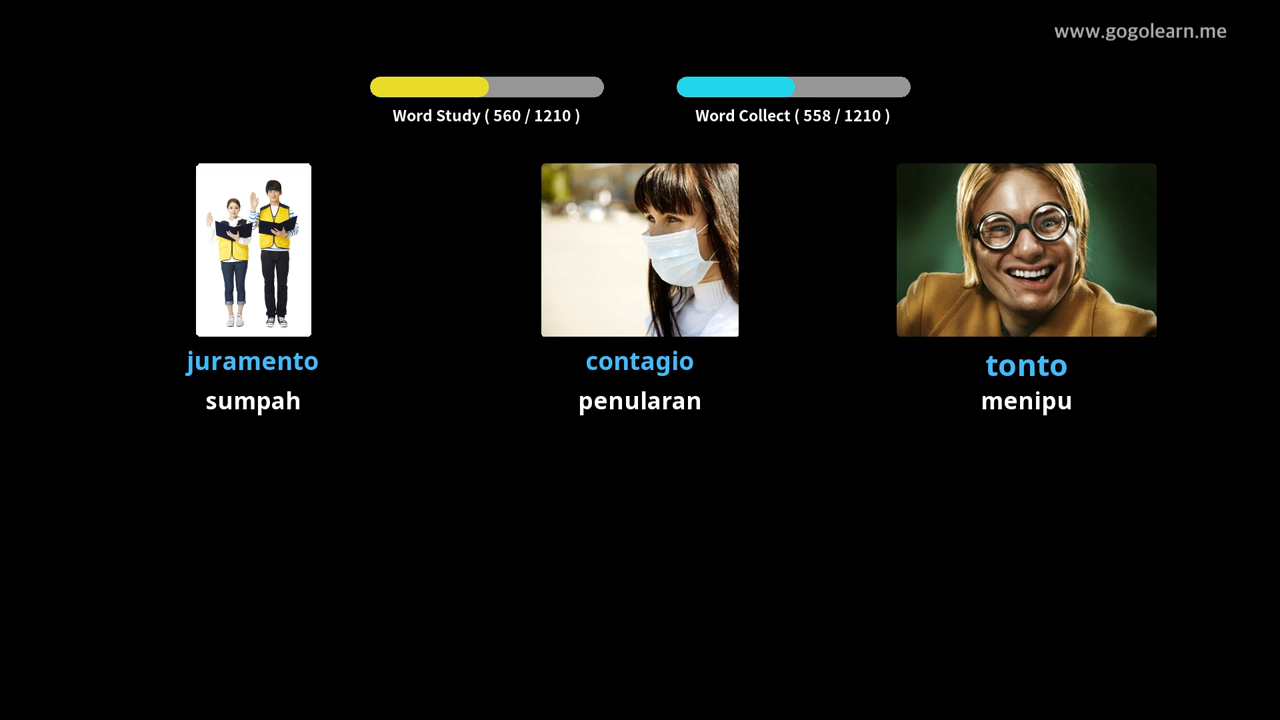 www.gogolearn.me
Word Study ( 560 / 1210 )
Word Collect ( 558 / 1210 )
juramento
sumpah
contagio
penularan
tonto
menipu